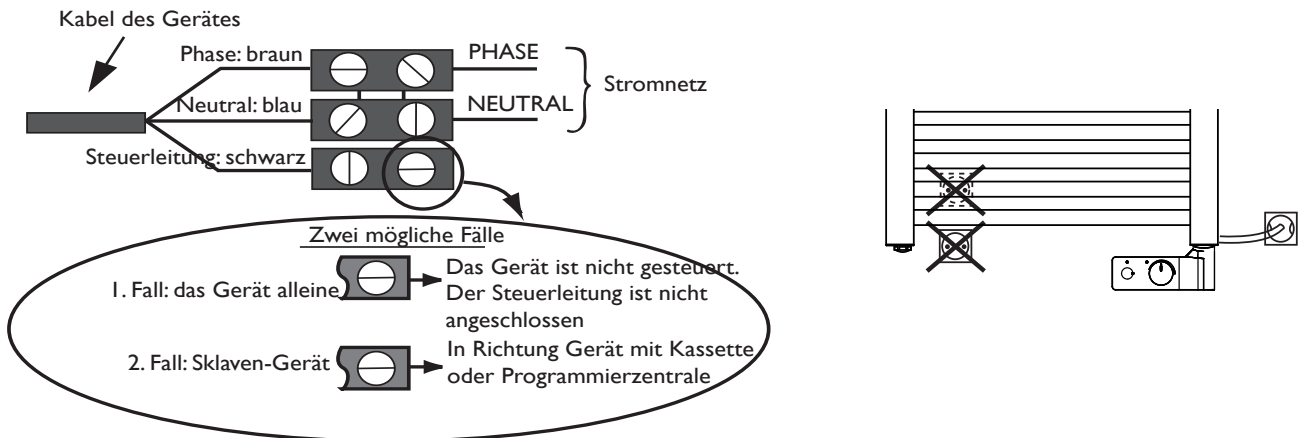 Kabel des Gerätes
Phase: braun
PHASE
Neutral: blau
NEUTRAL
Stromnetz
Steuerleitung: schwarz
Zwei mögliche Fälle
1. Fall: das Gerät alleine
Das Gerät ist nicht gesteuert.
Der Steuerleitung ist nicht
angeschlossen
2. Fall: Sklaven-Gerät
In Richtung Gerät mit Kassette
oder Programmierzentrale